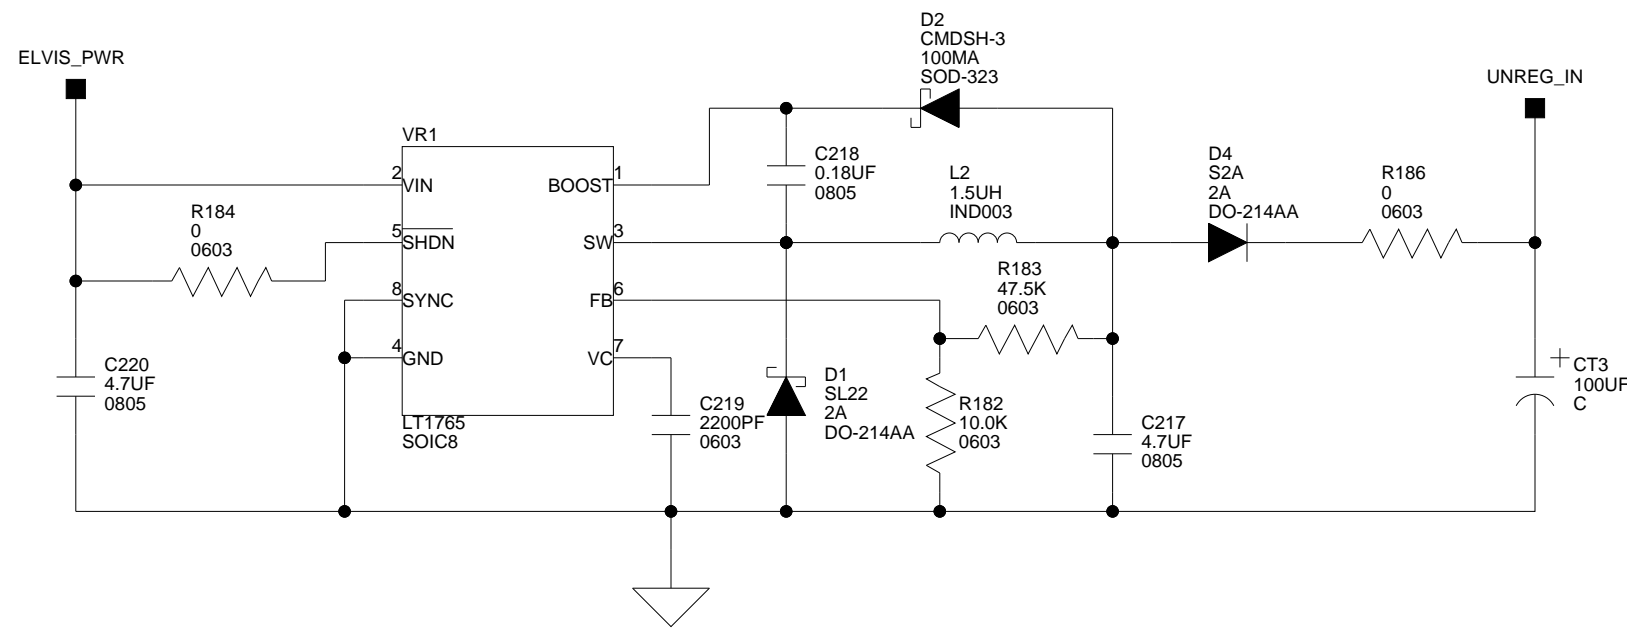 ELVIS_PWR
D2
CMDSH-3
100MA
SOD-323
UNREG_IN
VR1
2
VIN
BOOST
1
C218
0.18UF
0805
L2
1.5UH
IND003
D4
S2A
2A
DO-214AA
R186
0
0603
R184
0
0603
5
SHDN
SW
3
R183
47.5K
0603
8
SYNC
FB
6
4
GND
VC
7
C220
4.7UF
0805
LT1765
SOIC8
C219
2200PF
0603
D1
SL22
2A
DO-214AA
R182
10.0K
0603
C217
4.7UF
0805
+
CT3
100UF
C